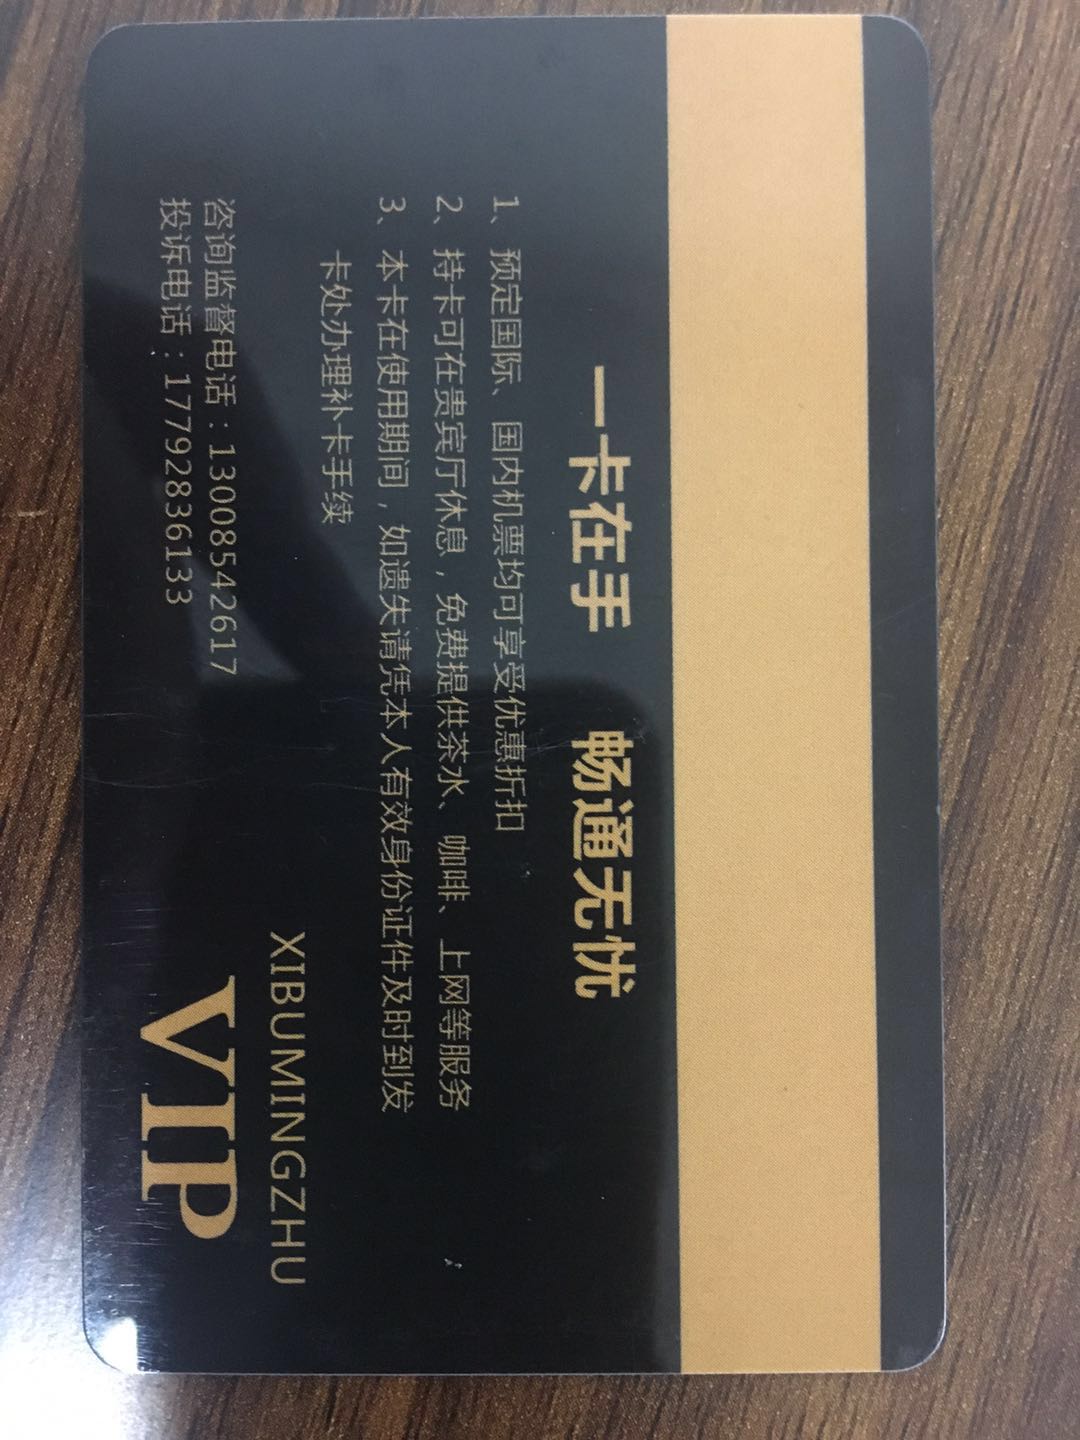 一卡在手 畅通无忧
1、预定国际、国内机票均可享受优惠折扣
2、持卡可在贵宾厅休息，免费提供茶水、咖啡、上网等服务
3、本卡在使用期间，如遗失请凭本人有效身份证件及时到发
卡处办理补卡手续
XIBUMINGZHU
咨询监督电话：13008542617
投诉电话：17792836133
VIP